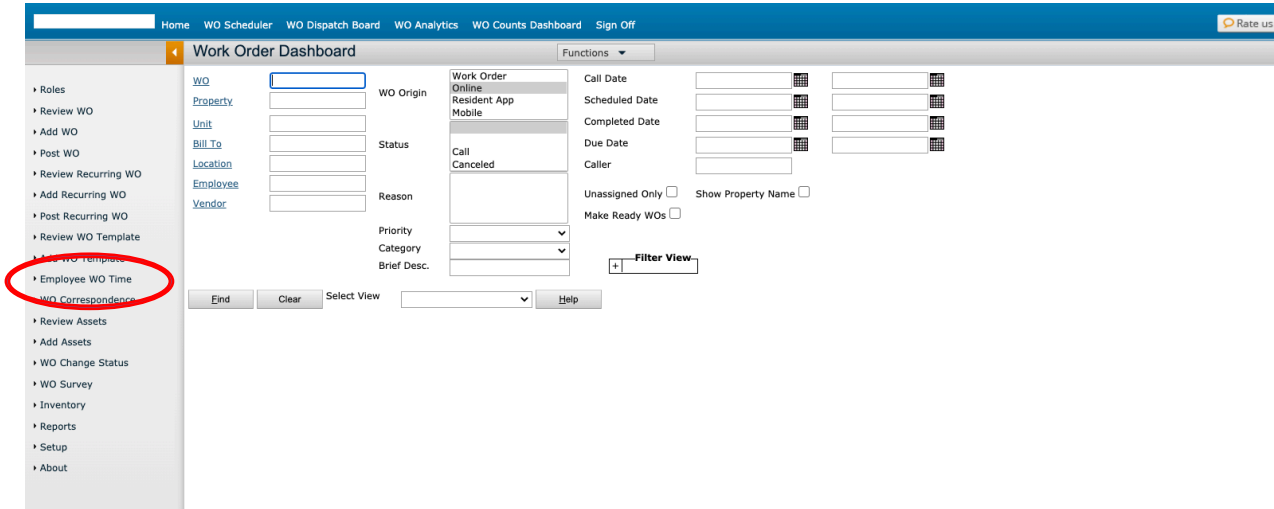 Home WO Scheduler WO Dispatch Board WO Analytics WO Counts Dashboard Sign Off Rate us
Work Order Dashboard Functions
Roles
Review WO
Add WO
Post WO
Review Recurring WO
Add Recurring WO
Post Recurring WO
Review WO Template
Add WO Template
Employee WO Time
WO Correspondence
Review Assets
Add Assets
WO Change Status
WO Survey
Inventory
Reports
Setup
About
WO
Property
Unit
Bill To
Location
Employee
Vendor
WO Origin
Work Order
Online
Resident App
Mobile
Status
Call
Canceled
Reason
Priority
Category
Brief Desc.
Call Date
Scheduled Date
Completed Date
Due Date
Caller
Unassigned Only Show Property Name
Make Ready WOs
+ Filter View
Find Clear Select View Help